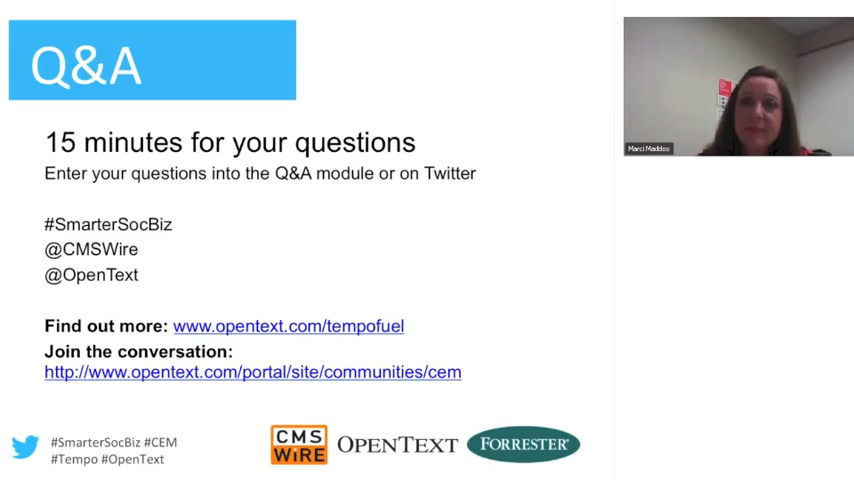 Q&A
15 minutes for your questions
Enter your questions into the Q&A module or on Twitter
#SmarterSocBiz
@CMSWire
@OpenText
Find out more: www.opentext.com/tempofuel
Join the conversation:
http://www.opentext.com/portal/site/communities/cem
#SmarterSocBiz #CEM
#Tempo #OpenText
CMS
WiRE
OPENTEXT
FORRESTER®
Marci Maddox